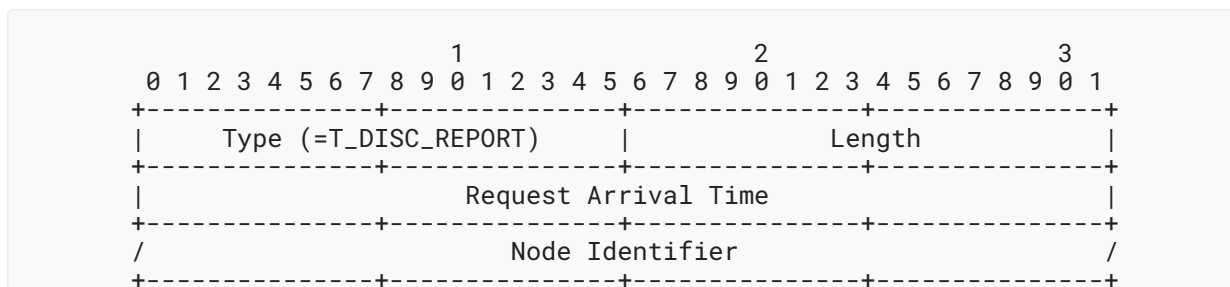 1                   2                   3
 0 1 2 3 4 5 6 7 8 9 0 1 2 3 4 5 6 7 8 9 0 1 2 3 4 5 6 7 8 9 0 1
+---------------+---------------+---------------+---------------+
|     Type (=T_DISC_REPORT)     |             Length            |
+---------------+---------------+---------------+---------------+
|                     Request Arrival Time                      |
+---------------+---------------+---------------+---------------+
/                        Node Identifier                        /
+---------------+---------------+---------------+---------------+